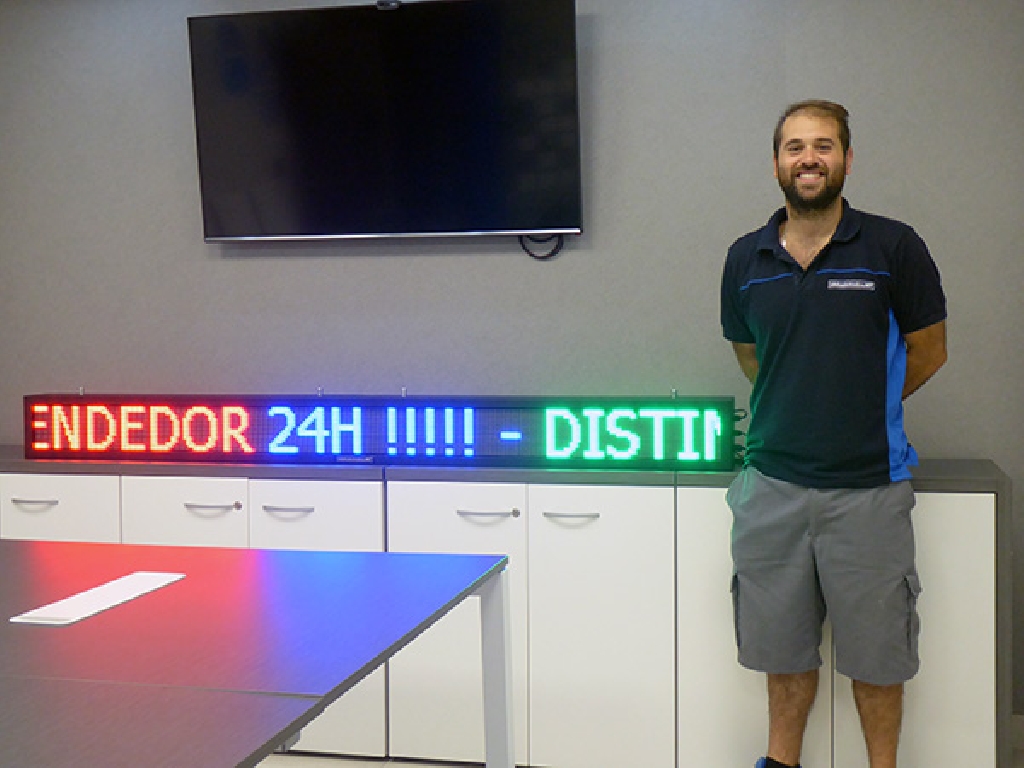 ENDEDOR 24H !!!!! - DISTIN